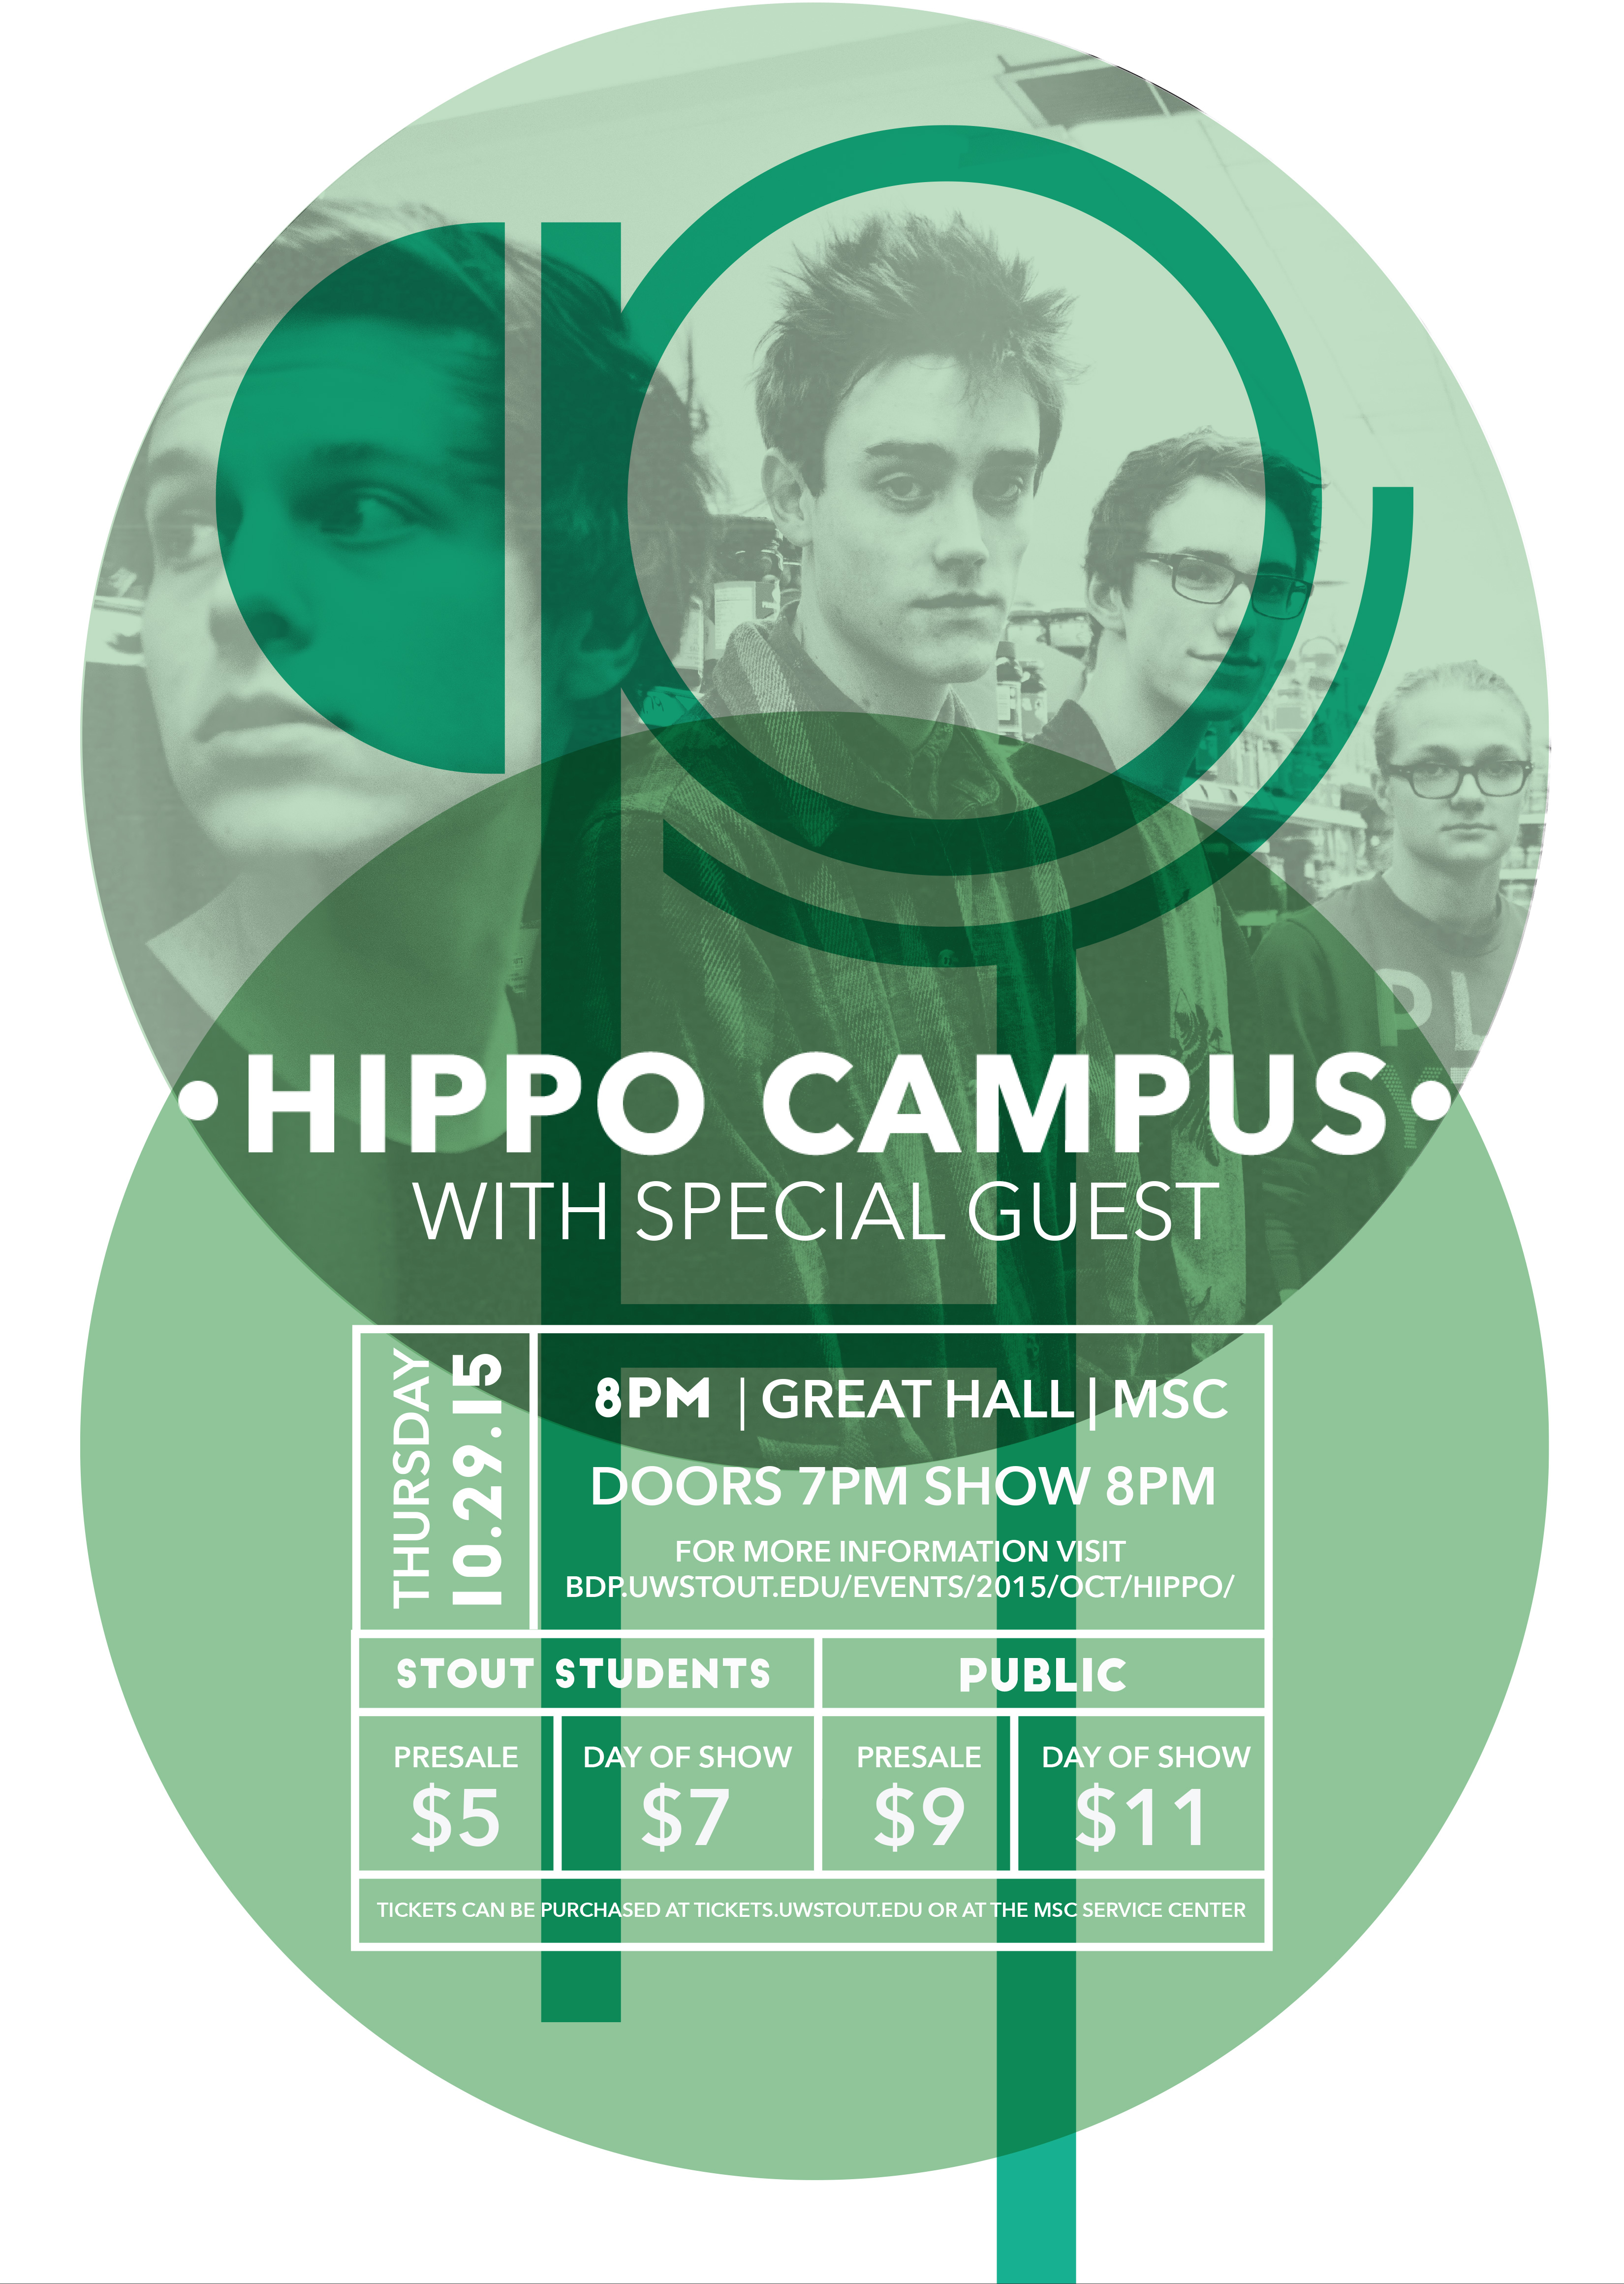 •HIPPO CAMPUS•
WITH SPECIAL GUEST
THURSDAY
10.29.15
8PM | GREAT HALL | MSC
DOORS 7PM SHOW 8PM
FOR MORE INFORMATION VISIT
BDP.UWSTOUT.EDU/EVENTS/2015/OCT/HIPPO/
STOUT STUDENTS
PUBLIC
PRESALE
$5
DAY OF SHOW
$7
PRESALE
$9
DAY OF SHOW
$11
TICKETS CAN BE PURCHASED AT TICKETS.UWSTOUT.EDU OR AT THE MSC SERVICE CENTER